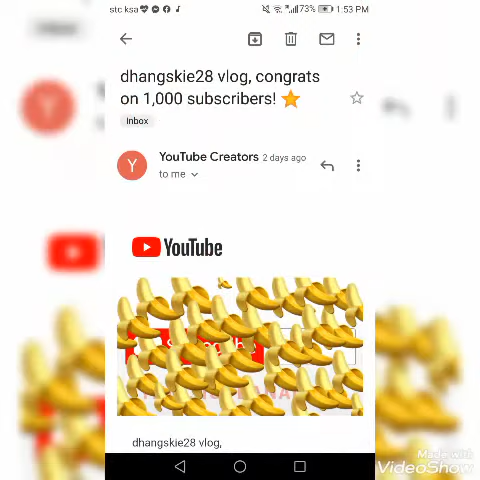 stc ksa
73%
1:53 PM
dhangskie28 vlog, congrats
on 1,000 subscribers!
Inbox
Y
YouTube Creators 2 days ago
to me
YouTube
dhangskie28 vlog,
Made with
VideoShow